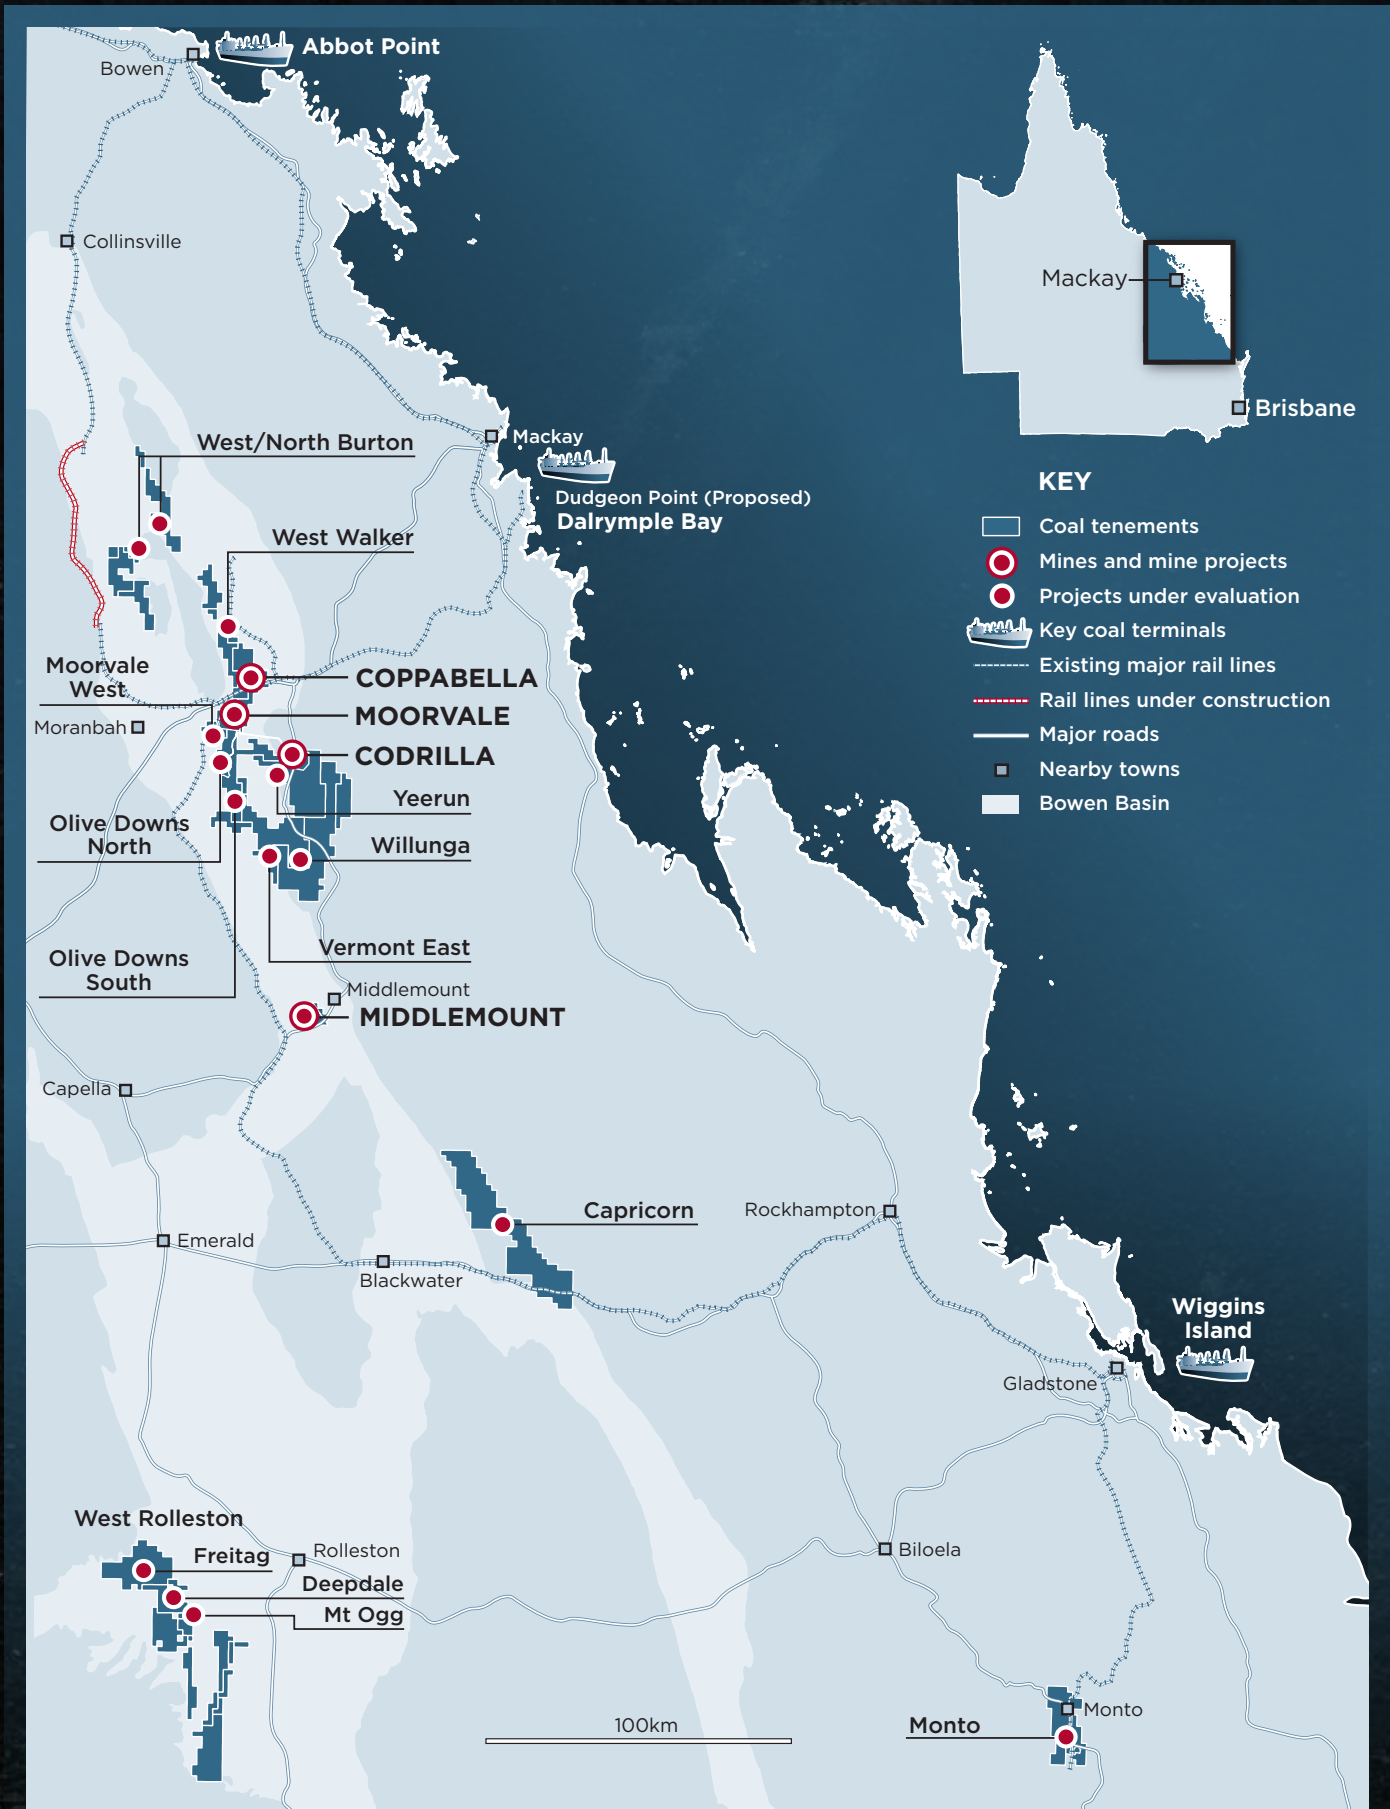 Abbot Point
Bowen
Collinsville
Mackay
Brisbane
West/North Burton
Mackay
Dudgeon Point (Proposed)
Dalrymple Bay
West Walker
KEY
Coal tenements
Mines and mine projects
Projects under evaluation
Key coal terminals
Existing major rail lines
Rail lines under construction
Major roads
Nearby towns
Bowen Basin
Moorvale
West
COPPABELLA
MOORVALE
Moranbah
CODRILLA
Yeerun
Olive Downs
North
Willunga
Vermont East
Olive Downs
South
Middlemount
MIDDLEMOUNT
Capella
Capricorn
Rockhampton
Emerald
Blackwater
Wiggins
Island
Gladstone
West Rolleston
Freitag
Rolleston
Deepdale
Mt Ogg
Biloela
100km
Monto
Monto